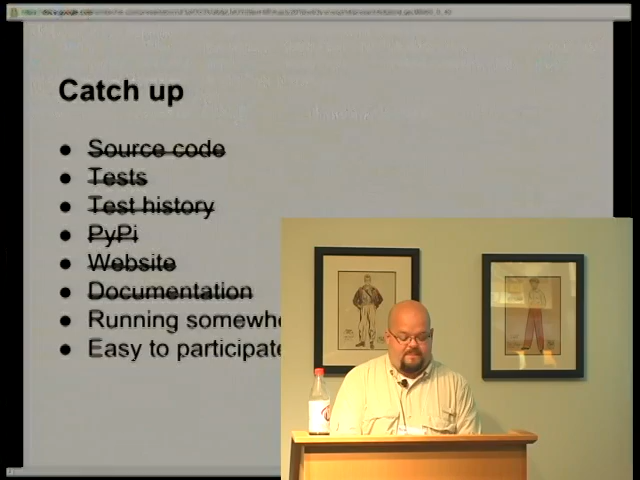 Catch up
Source code
Tests
Test history
PyPi
Website
Documentation
Running somewhe
Easy to participate